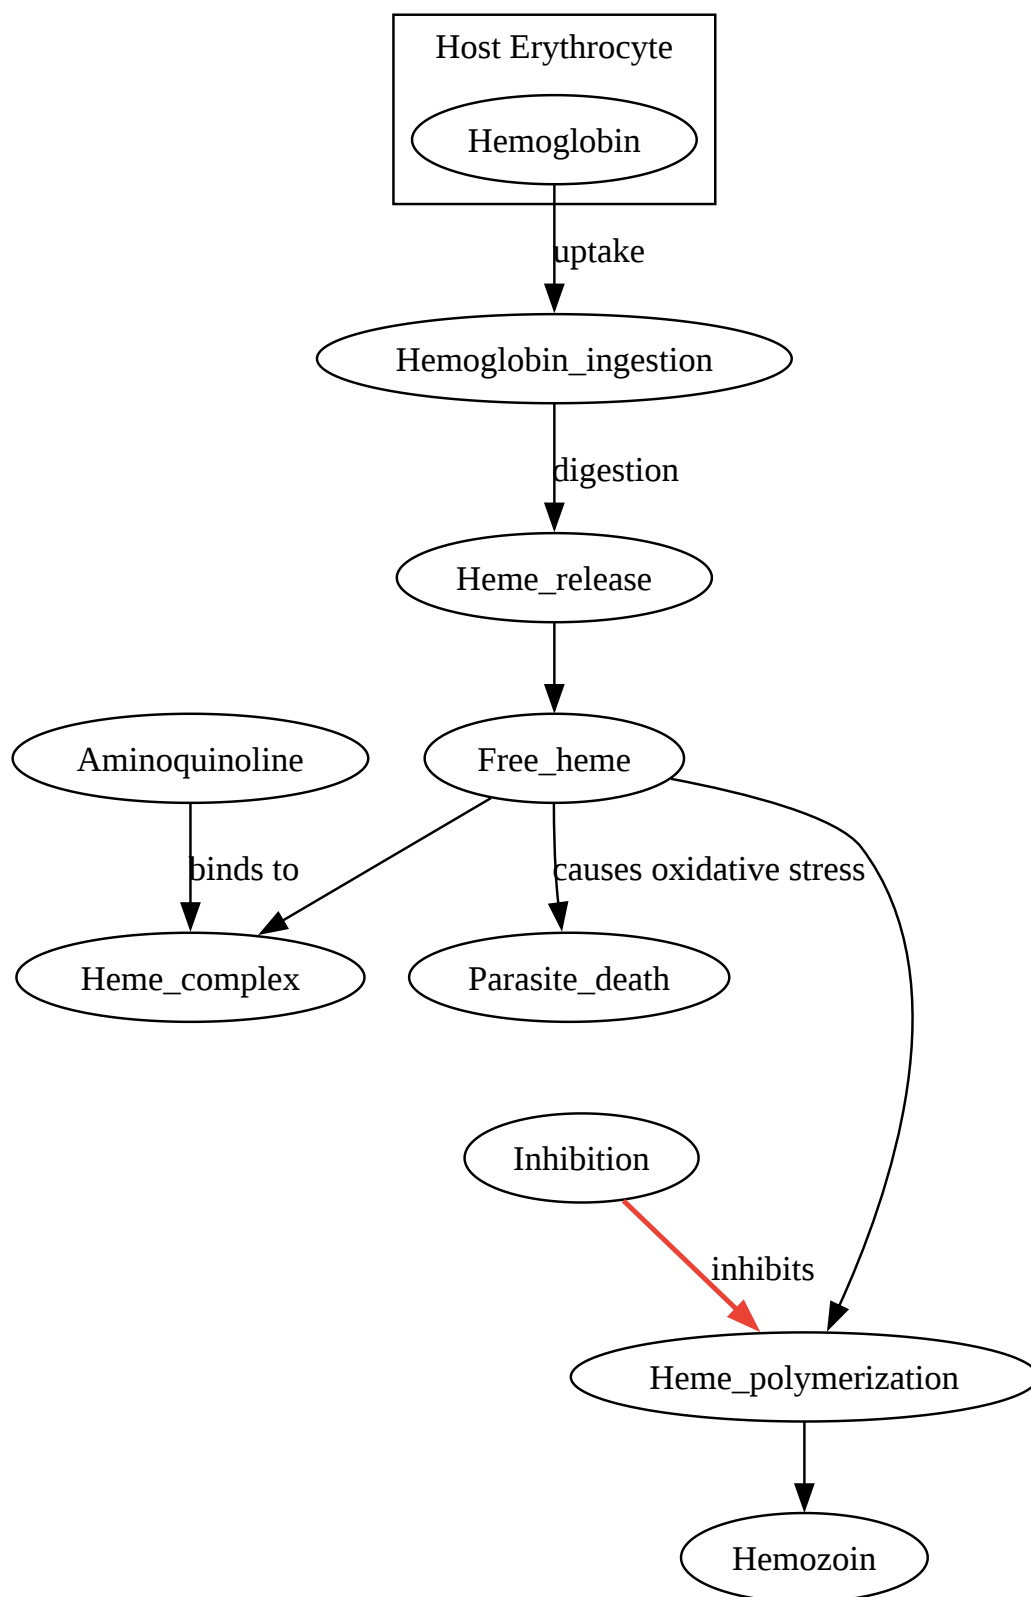 Host Erythrocyte
Hemoglobin
uptake
Hemoglobin_ingestion
digestion
Heme_release
Aminoquinoline
Free_heme
binds to
causes oxidative stress
Heme_complex
Parasite_death
Inhibition
inhibits
Heme_polymerization
Hemozoin